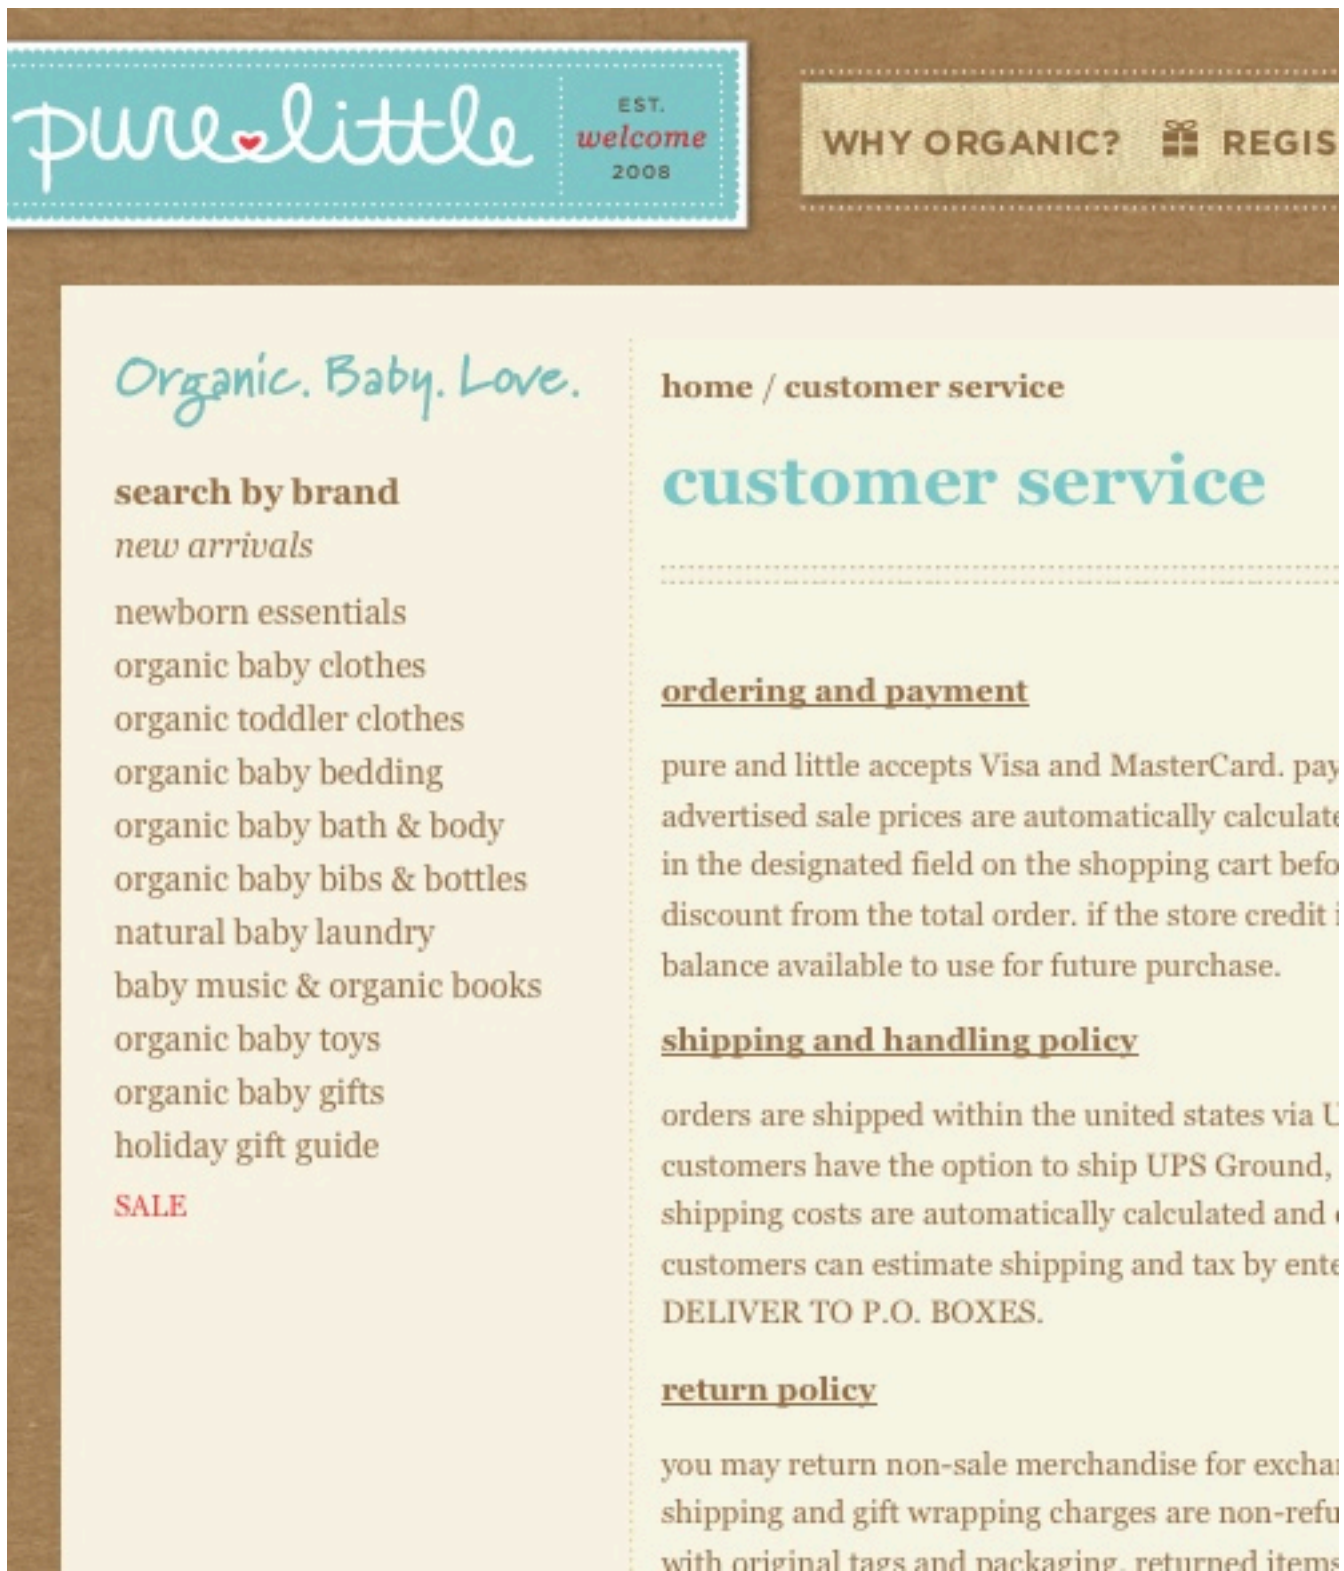 pure little
EST.
welcome
2008
WHY ORGANIC?
Organic. Baby. Love.
search by brand
new arrivals
newborn essentials
organic baby clothes
organic toddler clothes
organic baby bedding
organic baby bath & body
organic baby bibs & bottles
natural baby laundry
baby music & organic books
organic baby toys
organic baby gifts
holiday gift guide
SALE
home / customer service
customer service
ordering and payment
pure and little accepts Visa and MasterCard.
advertised sale prices are automatically
in the designated field on the shopping cart
discount from the total order. if the store credit
balance available to use for future purchase.
shipping and handling policy
orders are shipped within the united states via
customers have the option to ship UPS Ground,
shipping costs are automatically calculated and
customers can estimate shipping and tax by
DELIVER TO P.O. BOXES.
return policy
you may return non-sale merchandise for
shipping and gift wrapping charges are
with original tags and packaging. returned items